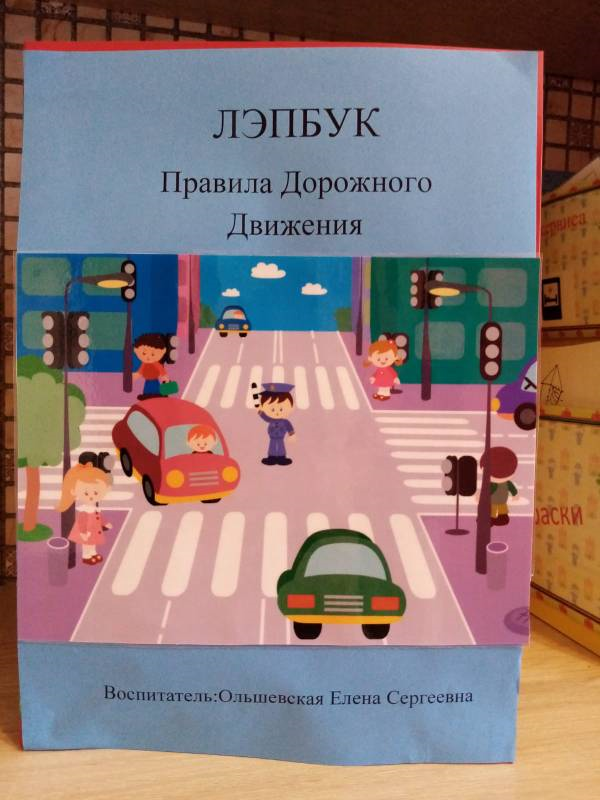 ЛЭПБУК
Правила Дорожного
Движения
Воспитатель:Ольшевская Елена Сергеевна